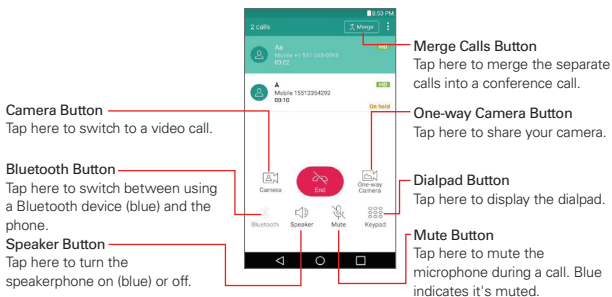 8:53 PM
2 calls
Merge
Aa
HD
03:02
A
HD
Mobile 15512354292
03:10
On hold
Merge Calls Button
Tap here to merge the separate
calls into a conference call.
Camera Button
Tap here to switch to a video call.
One-way Camera Button
Tap here to share your camera.
Bluetooth Button
Tap here to switch between using
a Bluetooth device (blue) and the
phone.
Camera
End
One-way
Camera
Dialpad Button
Tap here to display the dialpad.
Bluetooth
Speaker
Mute
Keypad
Speaker Button
Tap here to turn the
speakerphone on (blue) or off.
Mute Button
Tap here to mute the
microphone during a call. Blue
indicates it's muted.